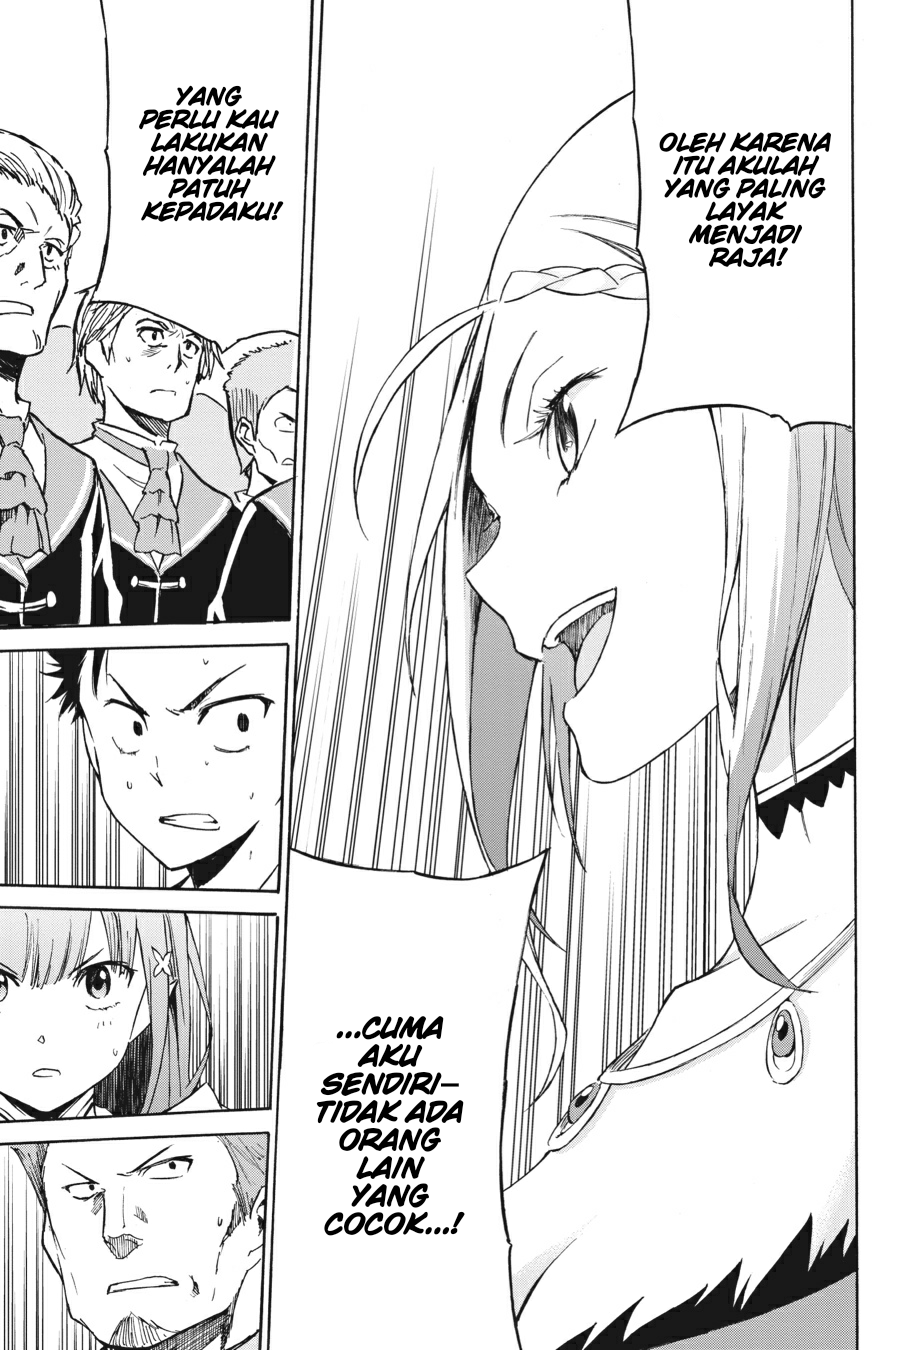 OLEH KARENA
ITU AKULAH
YANG PALING
LAYAK
MENJADI
RAJA!
...CUMA
AKU
SENDIRI—
TIDAK ADA
ORANG
LAIN
YANG
COCOK...!
YANG
PERLU KAU
LAKUKAN
HANYALAH
PATUH
KEPADAKU!